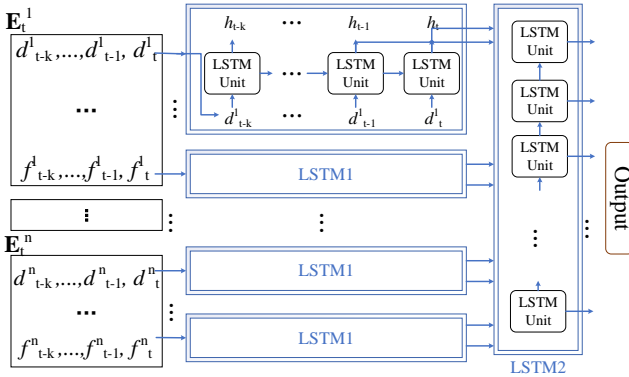 E_t^1
d^1_{t-k},...,d^1_{t-1}, d^1_t
...
f^1_{t-k},...,f^1_{t-1}, f^1_t
⋮
E_t^n
d^n_{t-k},...,d^n_{t-1}, d^n_t
...
f^n_{t-k},...,f^n_{t-1}, f^n_t
⋮
⋮
⋮
h_{t-k} ... h_{t-1} h_t
LSTM Unit ... LSTM Unit LSTM Unit
d^1_{t-k} ... d^1_{t-1} d^1_t
LSTM1
⋮
LSTM1
LSTM1
LSTM
Unit
LSTM
Unit
LSTM
Unit
...
LSTM
Unit
LSTM2
⋮
Output